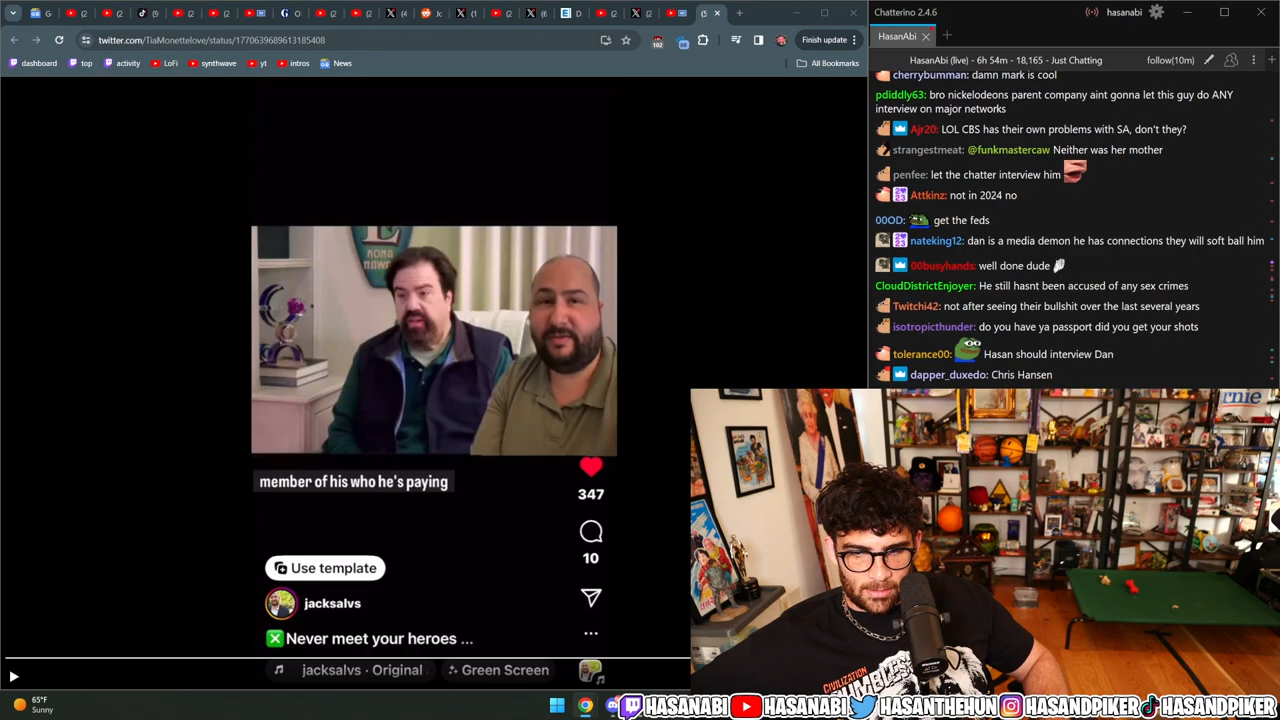 twitter.com/TiaMonettelove/status/1770639689613185408
102
80
Finish update
dashboard
top
activity
LoFi
synthwave
yt
intros
News
All Bookmarks
KONA
member of his who he's paying
347
10
Use template
jacksalvs
Never meet your heroes ...
jacksalvs · Original
Green Screen
65°F
Sunny
Chatterino 2.4.6
hasanabi
HasanAbi
HasanAbi (live) - 6h 54m - 18,165 - Just Chatting
follow(10m)
cherrybumman: damn mark is cool
pdiddly63: bro nickelodeons parent company aint gonna let this guy do ANY
interview on major networks
Ajr20: LOL CBS has their own problems with SA, don't they?
strangestmeat: @funkmastercaw Neither was her mother
penfee: let the chatter interview him
Attkinz: not in 2024 no
00OD: get the feds
nateking12: dan is a media demon he has connections they will soft ball him
00busyhands: well done dude
CloudDistrictEnjoyer: He still hasnt been accused of any sex crimes
Twitchi42: not after seeing their bullshit over the last several years
isotropicthunder: do you have ya passport did you get your shots
tolerance00: Hasan should interview Dan
dapper_duxedo: Chris Hansen
rnie
CIVILIZATION
HASANABI
HASANABI
HASANTHEHUN
HASANDPIKER
HASANDPIKER